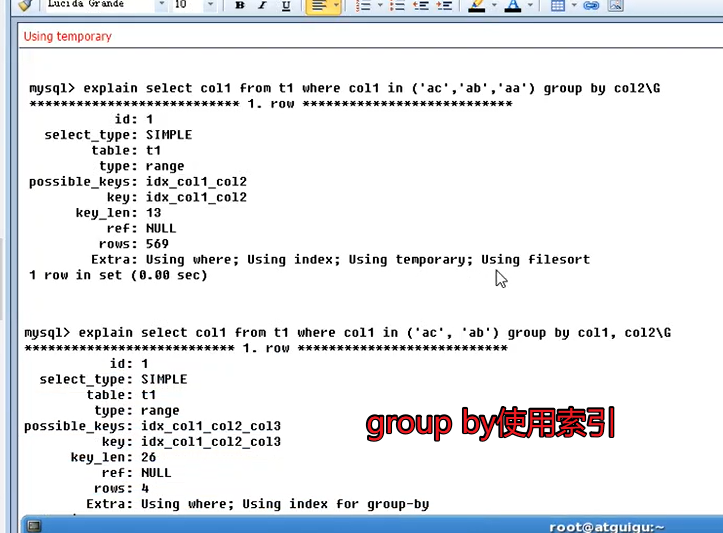 Lucida Grande 10 B I U A
Using temporary
mysql> explain select col1 from t1 where col1 in ('ac','ab','aa') group by col2\G
*************************** 1. row ***************************
id: 1
select_type: SIMPLE
table: t1
type: range
possible_keys: idx_col1_col2
key: idx_col1_col2
key_len: 13
ref: NULL
rows: 569
Extra: Using where; Using index; Using temporary; Using filesort
1 row in set (0.00 sec)
mysql> explain select col1 from t1 where col1 in ('ac', 'ab') group by col1, col2\G
*************************** 1. row ***************************
id: 1
select_type: SIMPLE
table: t1
type: range
possible_keys: idx_col1_col2_col3
key: idx_col1_col2_col3
key_len: 26
ref: NULL
rows: 4
Extra: Using where; Using index for group-by
group by使用索引
root@atguigu:~